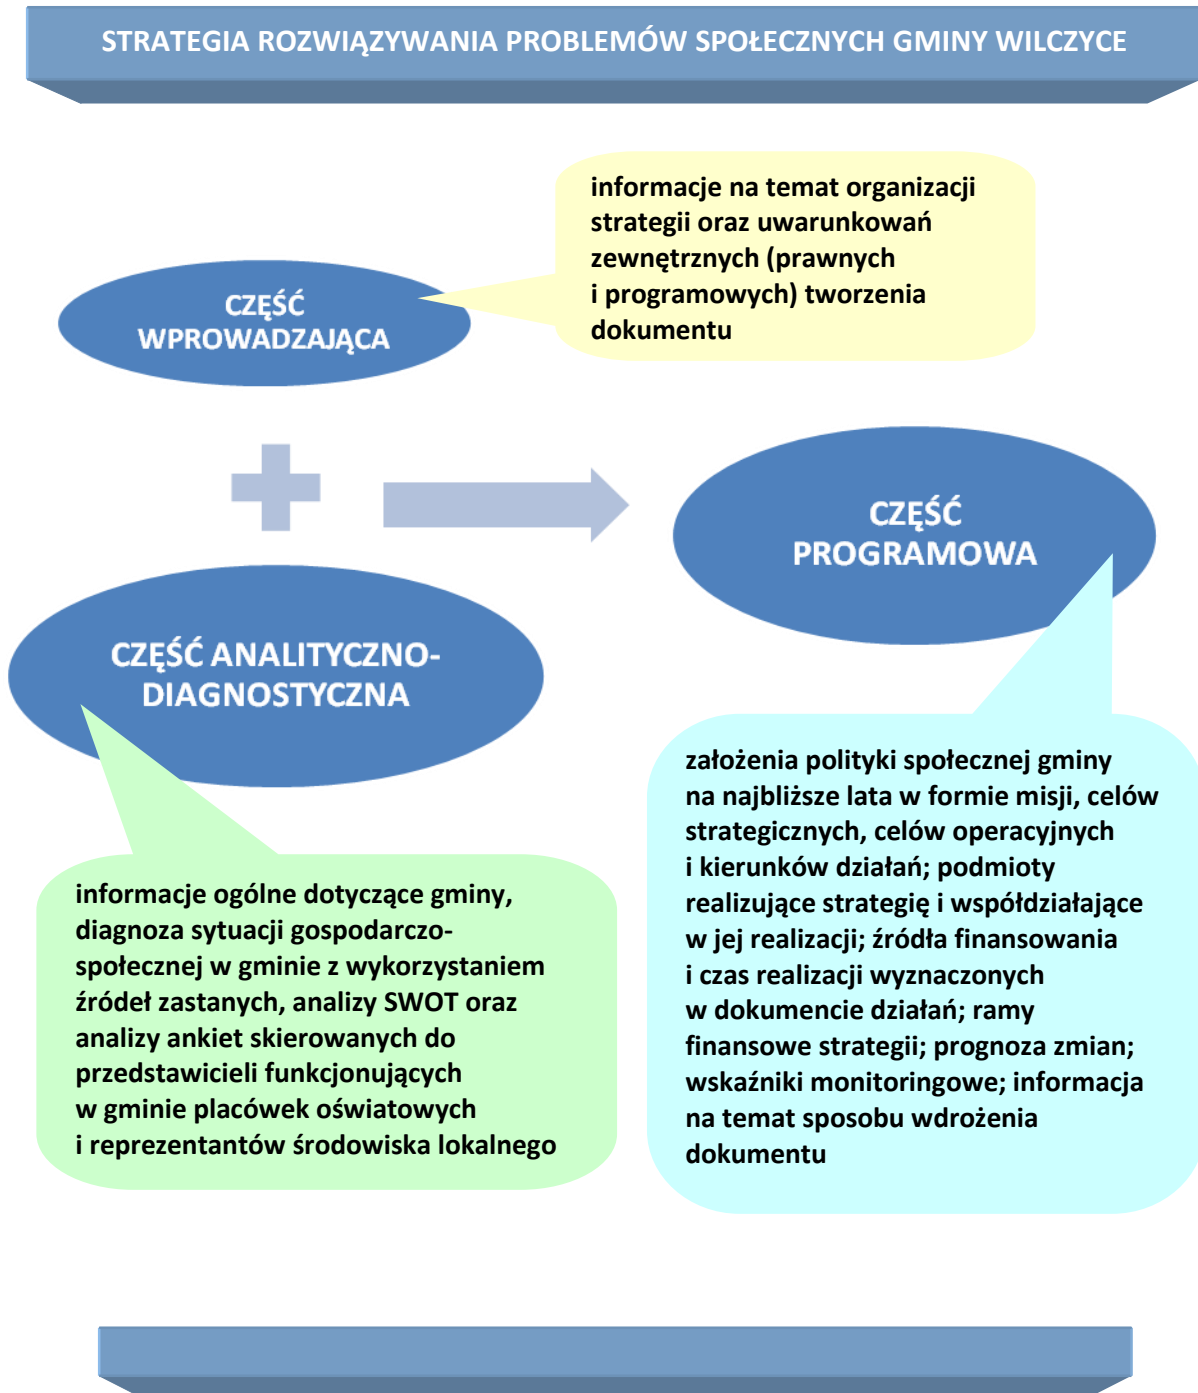 STRATEGIA ROZWIĄZYWANIA PROBLEMÓW SPOŁECZNYCH GMINY WILCZYCE
informacje na temat organizacji
strategii oraz uwarunkowań
zewnętrznych (prawnych
i programowych) tworzenia
dokumentu
CZĘŚĆ
WPROWADZAJĄCA
CZĘŚĆ
PROGRAMOWA
CZĘŚĆ ANALITYCZNO-
DIAGNOSTYCZNA
założenia polityki społecznej gminy
na najbliższe lata w formie misji, celów
strategicznych, celów operacyjnych
i kierunków działań; podmioty
realizujące strategię i współdziałające
w jej realizacji; źródła finansowania
i czas realizacji wyznaczonych
w dokumencie działań; ramy
finansowe strategii; prognoza zmian;
wskaźniki monitoringowe; informacja
na temat sposobu wdrożenia
dokumentu
informacje ogólne dotyczące gminy,
diagnoza sytuacji gospodarczo-
społecznej w gminie z wykorzystaniem
źródeł zastanych, analizy SWOT oraz
analizy ankiet skierowanych do
przedstawicieli funkcjonujących
w gminie placówek oświatowych
i reprezentantów środowiska lokalnego